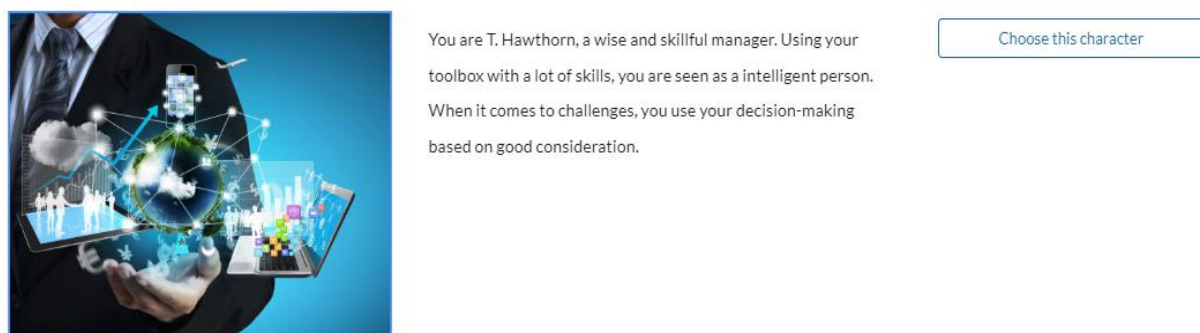 You are T. Hawthorn, a wise and skillful manager. Using your
toolbox with a lot of skills, you are seen as a intelligent person.
When it comes to challenges, you use your decision-making
based on good consideration.
Choose this character